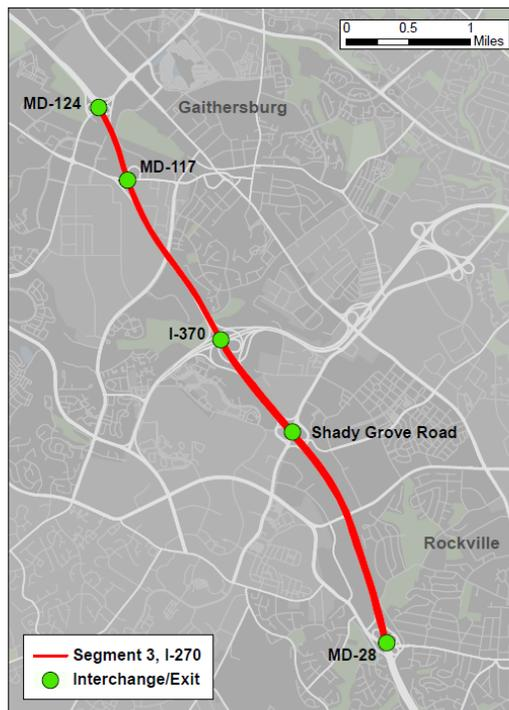 0 0.5 1
Miles
MD-124
Gaithersburg
MD-117
I-370
Shady Grove Road
Rockville
MD-28
Segment 3, I-270
Interchange/Exit